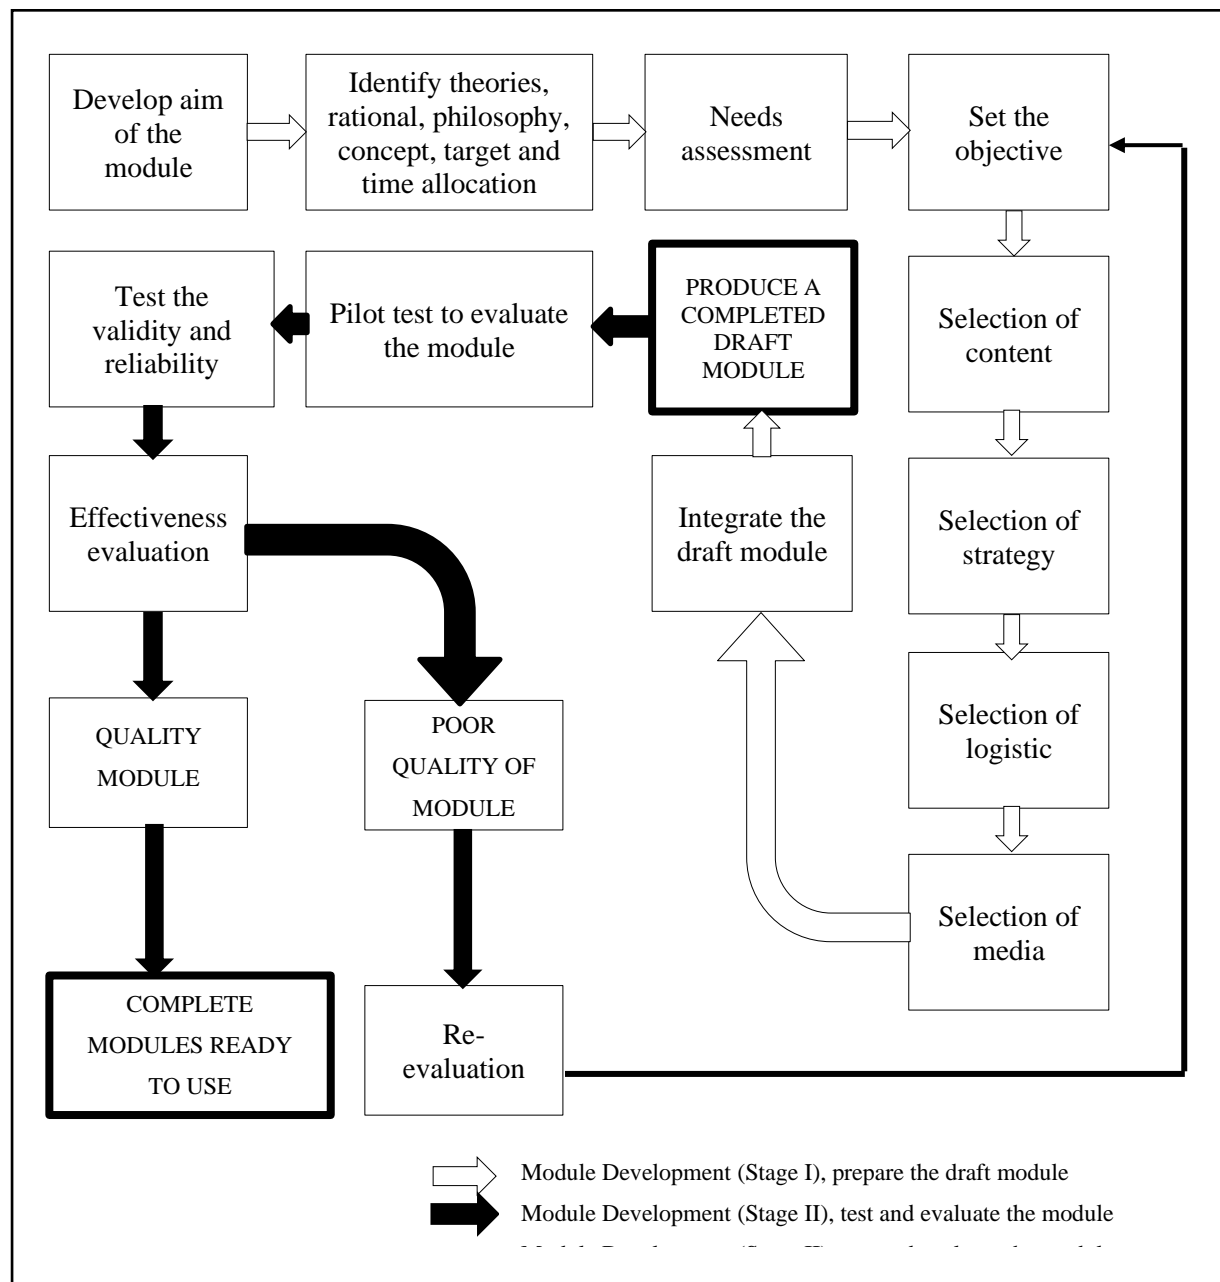 Develop aim
of the
module
Identify theories,
rational, philosophy,
concept, target and
time allocation
Needs
assessment
Set the
objective
Test the
validity and
reliability
Pilot test to evaluate
the module
PRODUCE A
COMPLETED
DRAFT
MODULE
Selection of
content
Effectiveness
evaluation
Integrate the
draft module
Selection of
strategy
QUALITY
MODULE
POOR
QUALITY OF
MODULE
Selection of
logistic
Selection of
media
COMPLETE
MODULES READY
TO USE
Re-
evaluation
Module Development (Stage I), prepare the draft module
Module Development (Stage II), test and evaluate the module